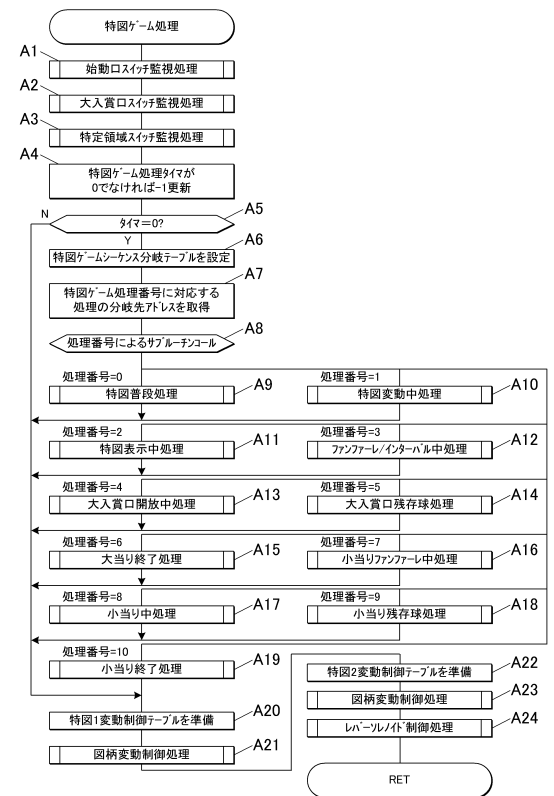 特図ｹﾞｰﾑ処理
A1
始動口ｽｲｯﾁ監視処理
A2
大入賞口ｽｲｯﾁ監視処理
A3
特定領域ｽｲｯﾁ監視処理
A4
特図ｹﾞｰﾑ処理ﾀｲﾏが
0でなければ-1更新
A5
N
ﾀｲﾏ=0?
Y
A6
特図ｹﾞｰﾑｼｰｹﾝｽ分岐ﾃｰﾌﾞﾙを設定
A7
特図ｹﾞｰﾑ処理番号に対応する
処理の分岐先ｱﾄﾞﾚｽを取得
A8
処理番号によるｻﾌﾞﾙｰﾁﾝｺｰﾙ
処理番号=0
特図普段処理
A9
処理番号=1
特図変動中処理
A10
処理番号=2
特図表示中処理
A11
処理番号=3
ﾌｧﾝﾌｧｰﾚ/ｲﾝﾀｰﾊﾞﾙ中処理
A12
処理番号=4
大入賞口開放中処理
A13
処理番号=5
大入賞口残存球処理
A14
処理番号=6
大当り終了処理
A15
処理番号=7
小当りﾌｧﾝﾌｧｰﾚ中処理
A16
処理番号=8
小当り中処理
A17
処理番号=9
小当り残存球処理
A18
処理番号=10
小当り終了処理
A19
特図1変動制御ﾃｰﾌﾞﾙを準備
A20
図柄変動制御処理
A21
特図2変動制御ﾃｰﾌﾞﾙを準備
A22
図柄変動制御処理
A23
ﾚﾊﾞｰｿﾚﾉｲﾄﾞ制御処理
A24
RET